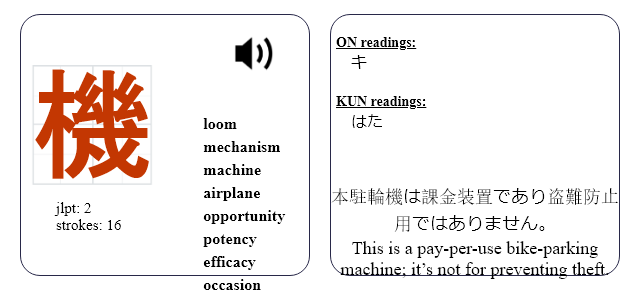 機
jlpt: 2
strokes: 16
loom
mechanism
machine
airplane
opportunity
potency
efficacy
occasion
ON readings:
キ
KUN readings:
はた
本駐輪機は課金装置であり盗難防止
用ではありません。
This is a pay-per-use bike-parking
machine; it's not for preventing theft.